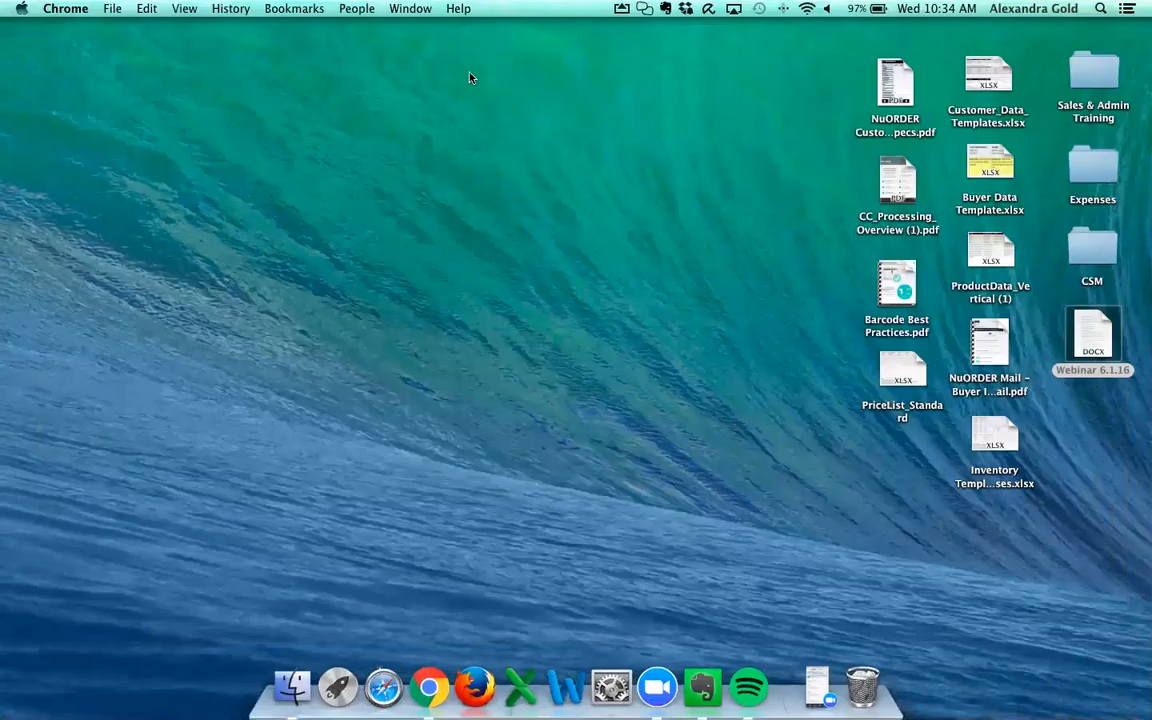 Chrome File Edit View History Bookmarks People Window Help 97% Wed 10:34 AM Alexandra Gold
PDF
NuORDER
Custo...pecs.pdf
XLSX
Customer_Data_
Templates.xlsx
Sales & Admin
Training
PDF
CC_Processing_
Overview (1).pdf
XLSX
Buyer Data
Template.xlsx
Expenses
Barcode Best
Practices.pdf
XLSX
ProductData_Ve
rtical (1)
CSM
XLSX
PriceList_Standa
rd
NuORDER Mail -
Buyer I...ail.pdf
DOCX
Webinar 6.1.16
XLSX
Inventory
Templ...ses.xlsx